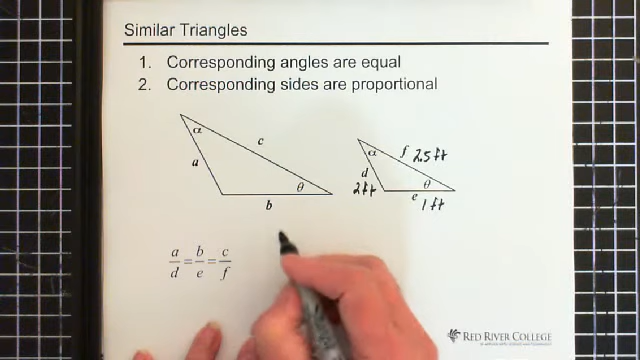 Similar Triangles
1. Corresponding angles are equal
2. Corresponding sides are proportional
α
c
a
θ
b
α
f 2.5 ft
d
2 ft
θ
e
1 ft
a/d = b/e = c/f
RED RIVER COLLEGE